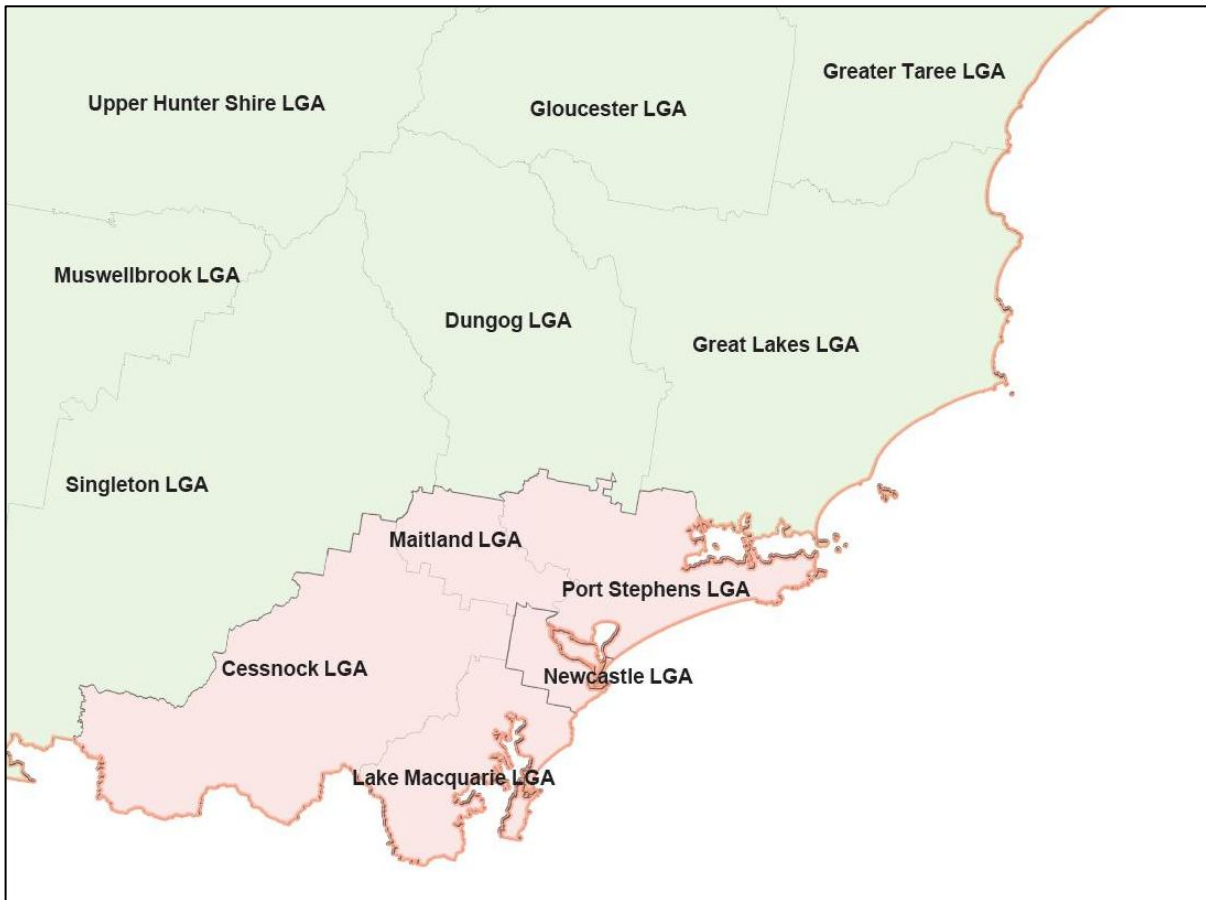 Greater Taree LGA
Upper Hunter Shire LGA
Gloucester LGA
Muswellbrook LGA
Dungog LGA
Great Lakes LGA
Singleton LGA
Maitland LGA
Port Stephens LGA
Cessnock LGA
Newcastle LGA
Lake Macquarie LGA